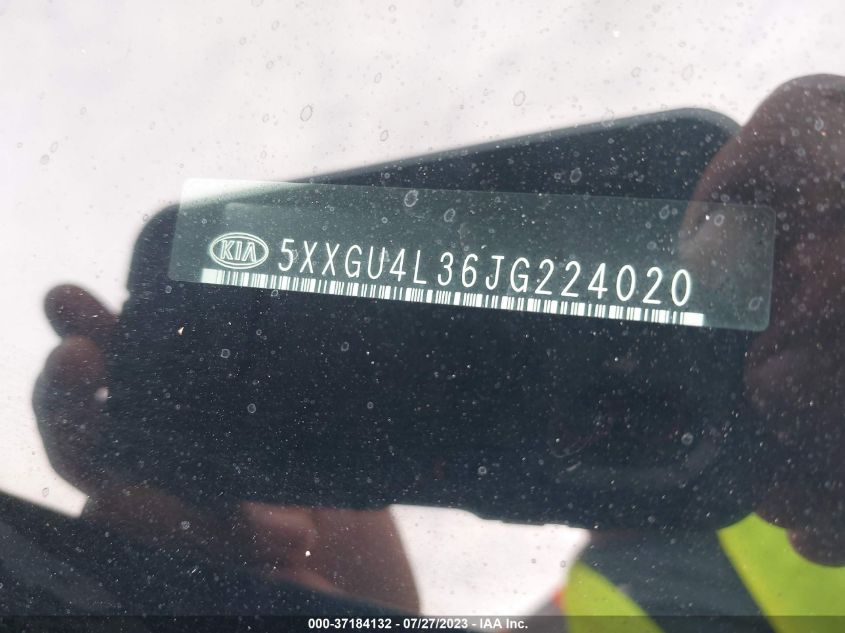 KIA 5XXGU4L36JG224020
000-37184132 - 07/27/2023 - IAA Inc.